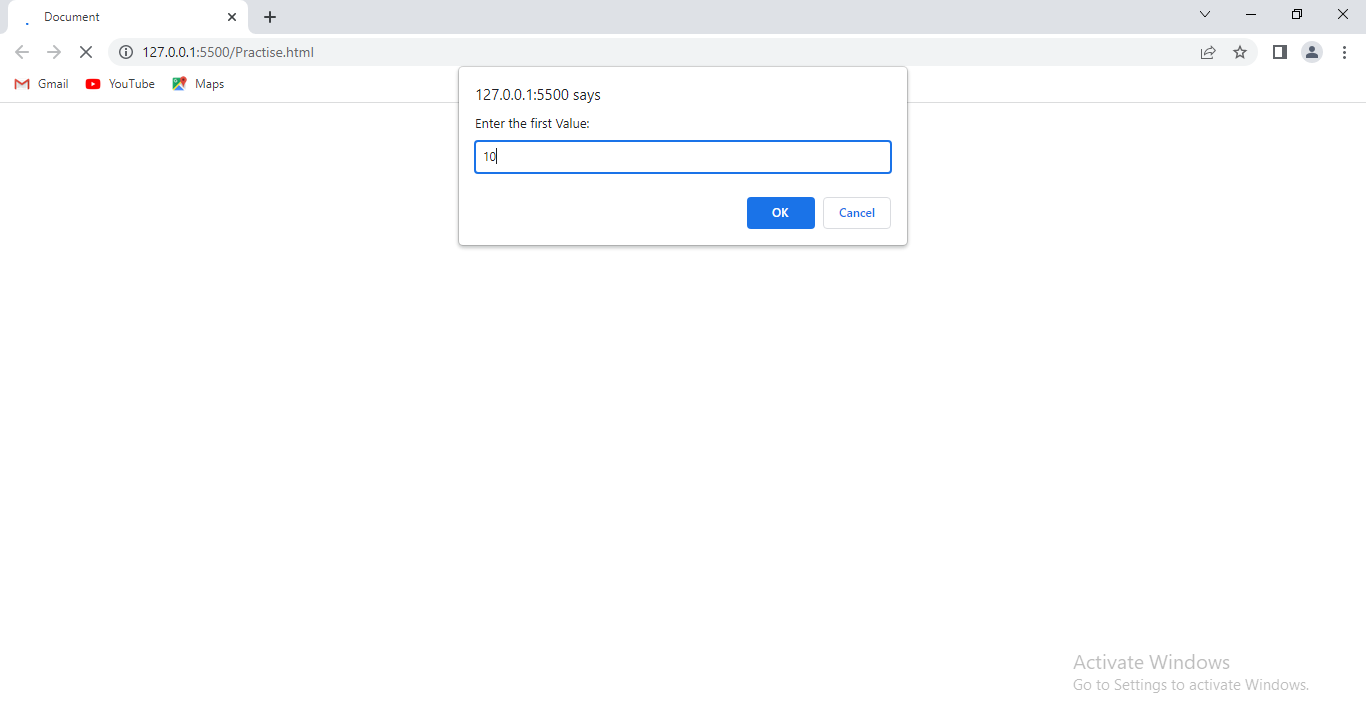 Document
127.0.0.1:5500/Practise.html
Gmail YouTube Maps
127.0.0.1:5500 says
Enter the first Value:
10
OK Cancel
Activate Windows
Go to Settings to activate Windows.